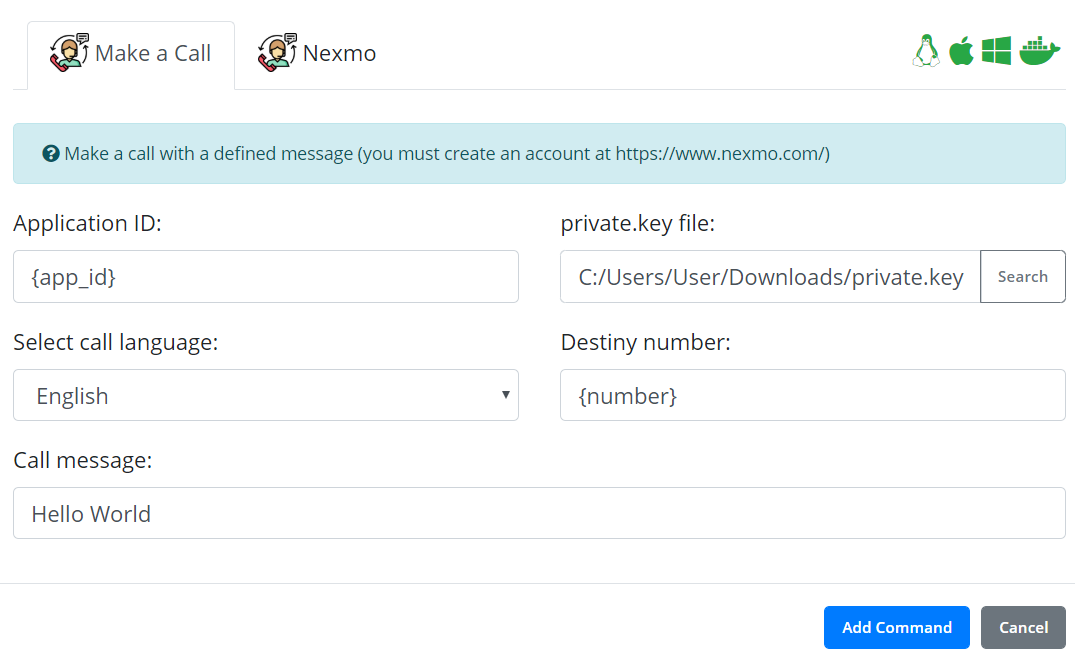 Make a Call
Nexmo
Make a call with a defined message (you must create an account at https://www.nexmo.com/)
Application ID:
private.key file:
{app_id}
C:/Users/User/Downloads/private.key
Search
Select call language:
Destiny number:
English
{number}
Call message:
Hello World
Add Command
Cancel